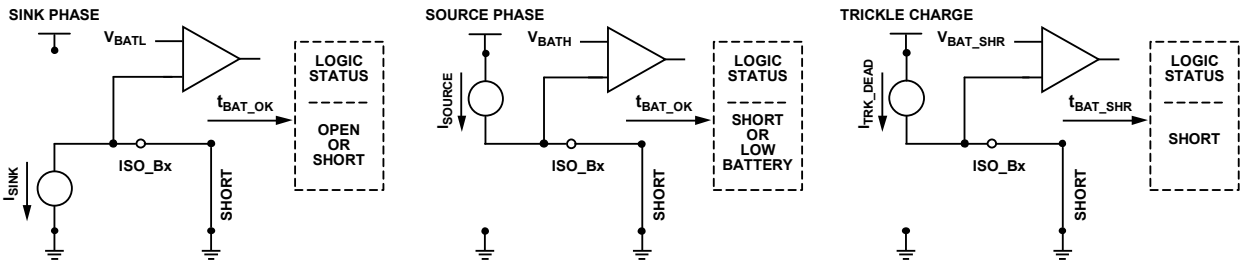 SINK PHASE
V_BATL
LOGIC
STATUS
t_BAT_OK
OPEN
OR
SHORT
ISO_Bx
I_SINK
SHORT
SOURCE PHASE
V_BATH
LOGIC
STATUS
I_SOURCE
t_BAT_OK
SHORT
OR
LOW
BATTERY
ISO_Bx
SHORT
TRICKLE CHARGE
V_BAT_SHR
LOGIC
STATUS
I_TRK_DEAD
t_BAT_SHR
SHORT
ISO_Bx
SHORT